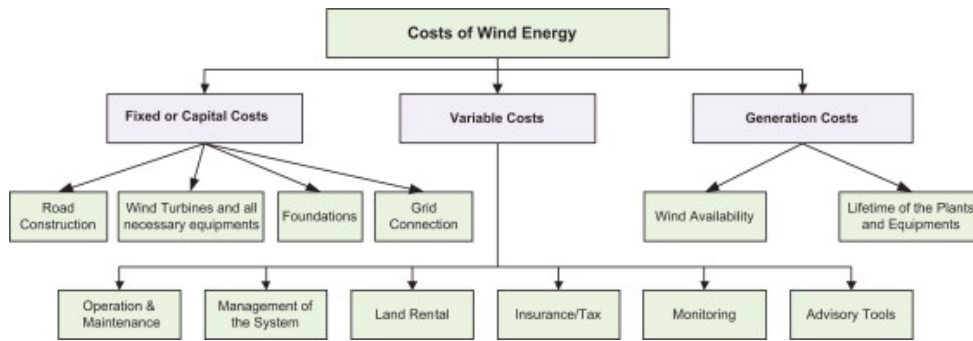 Costs of Wind Energy
Fixed or Capital Costs
Variable Costs
Generation Costs
Road
Construction
Wind Turbines and all
necessary equipments
Foundations
Grid
Connection
Wind Availability
Lifetime of the Plants
and Equipments
Operation &
Maintenance
Management of
the System
Land Rental
Insurance/Tax
Monitoring
Advisory Tools